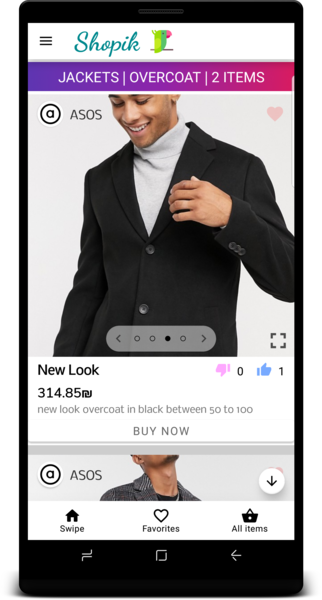 Shopik
JACKETS | OVERCOAT | 2 ITEMS
a ASOS
New Look
0
1
314.85₪
new look overcoat in black between 50 to 100
BUY NOW
a ASOS
Swipe
Favorites
All items